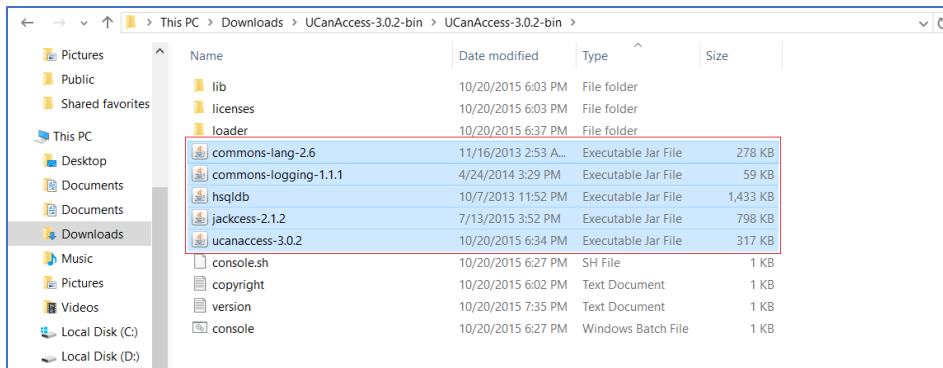 This PC > Downloads > UCanAccess-3.0.2-bin > UCanAccess-3.0.2-bin >
Pictures
Public
Shared favorites
This PC
Desktop
Documents
Documents
Downloads
Music
Pictures
Videos
Local Disk (C:)
Local Disk (D:)
Name Date modified Type Size
lib 10/20/2015 6:03 PM File folder
licenses 10/20/2015 6:03 PM File folder
loader 10/20/2015 6:37 PM File folder
commons-lang-2.6 11/16/2013 2:53 A... Executable Jar File 278 KB
commons-logging-1.1.1 4/24/2014 3:29 PM Executable Jar File 59 KB
hsqldb 10/7/2013 11:52 PM Executable Jar File 1,433 KB
jackcess-2.1.2 7/13/2015 3:52 PM Executable Jar File 798 KB
ucanaccess-3.0.2 10/20/2015 6:34 PM Executable Jar File 317 KB
console.sh 10/20/2015 6:27 PM SH File 1 KB
copyright 10/20/2015 6:02 PM Text Document 1 KB
version 10/20/2015 7:35 PM Text Document 1 KB
console 10/20/2015 6:27 PM Windows Batch File 1 KB